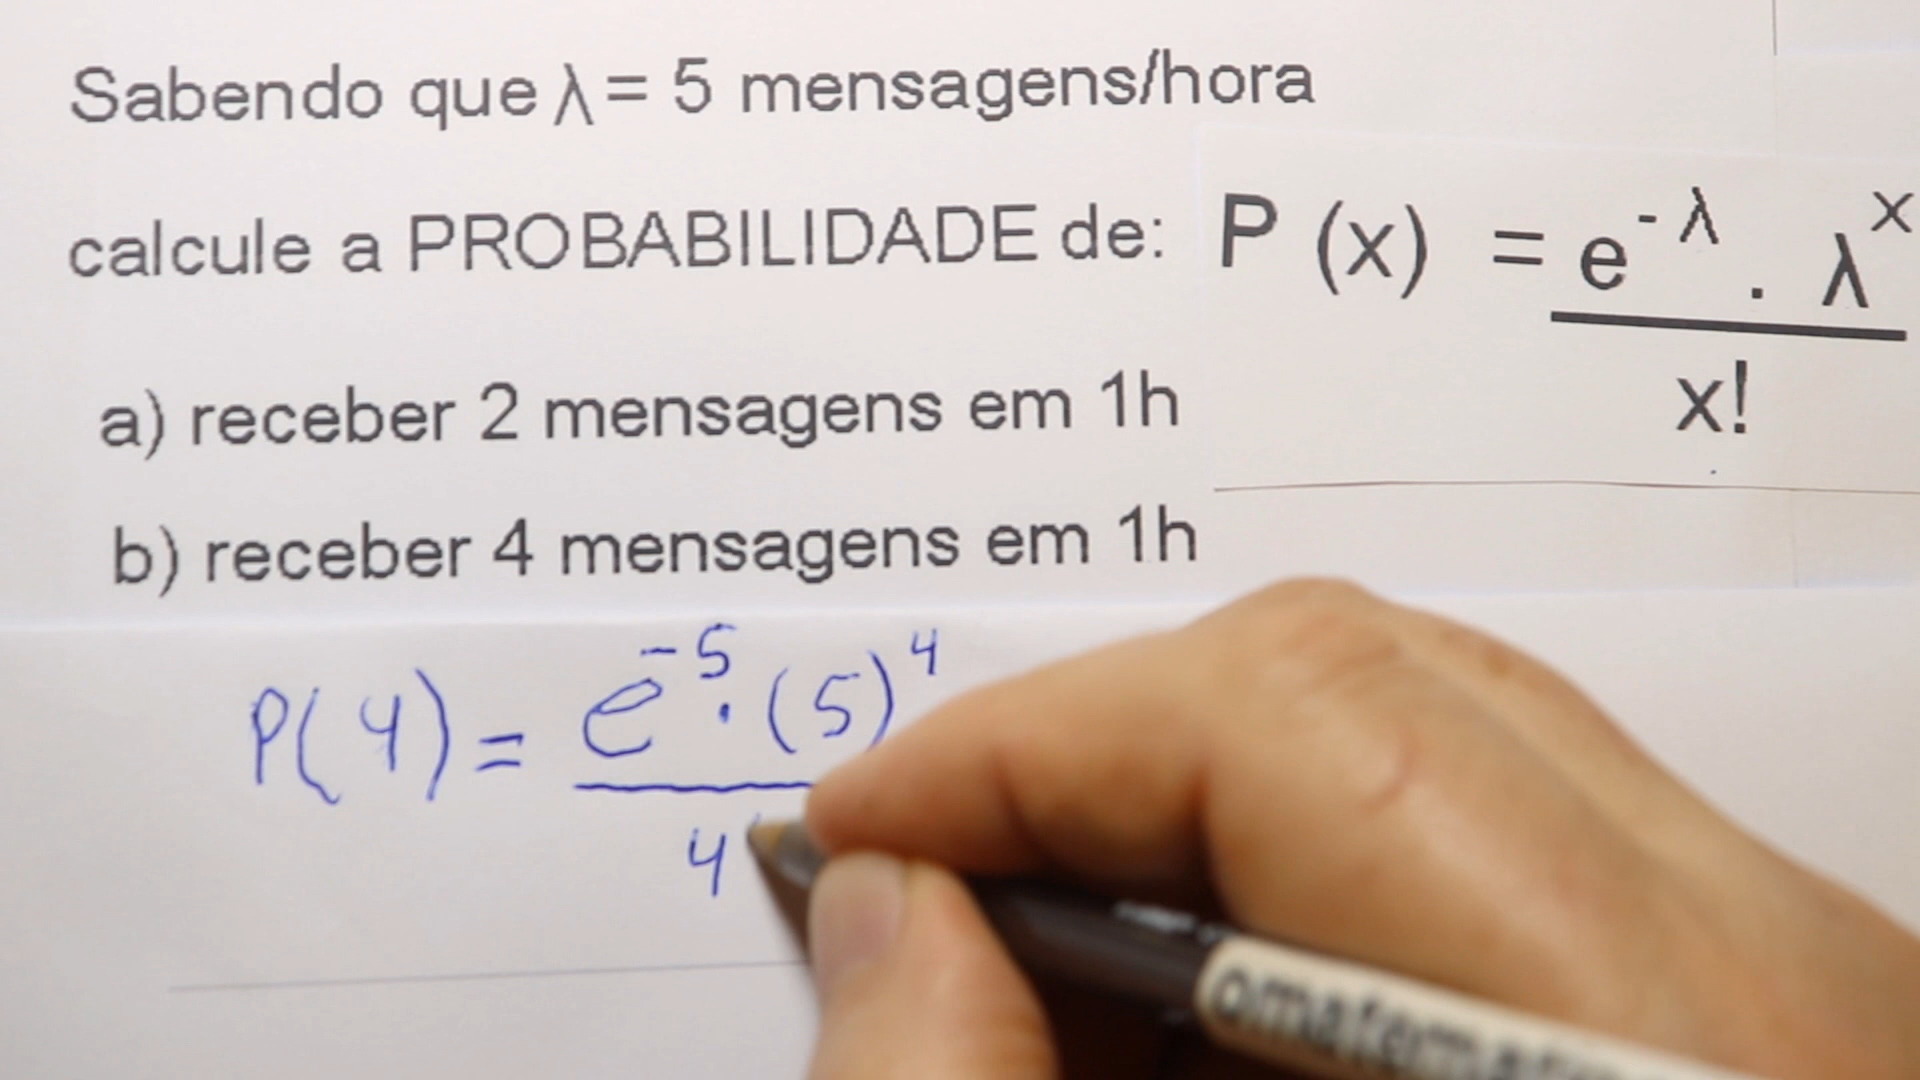 Sabendo que λ = 5 mensagens/hora
calcule a PROBABILIDADE de:
P (x) = e^-λ . λ^x
x!
a) receber 2 mensagens em 1h
b) receber 4 mensagens em 1h
P(4) = e^-5 . (5)^4
4